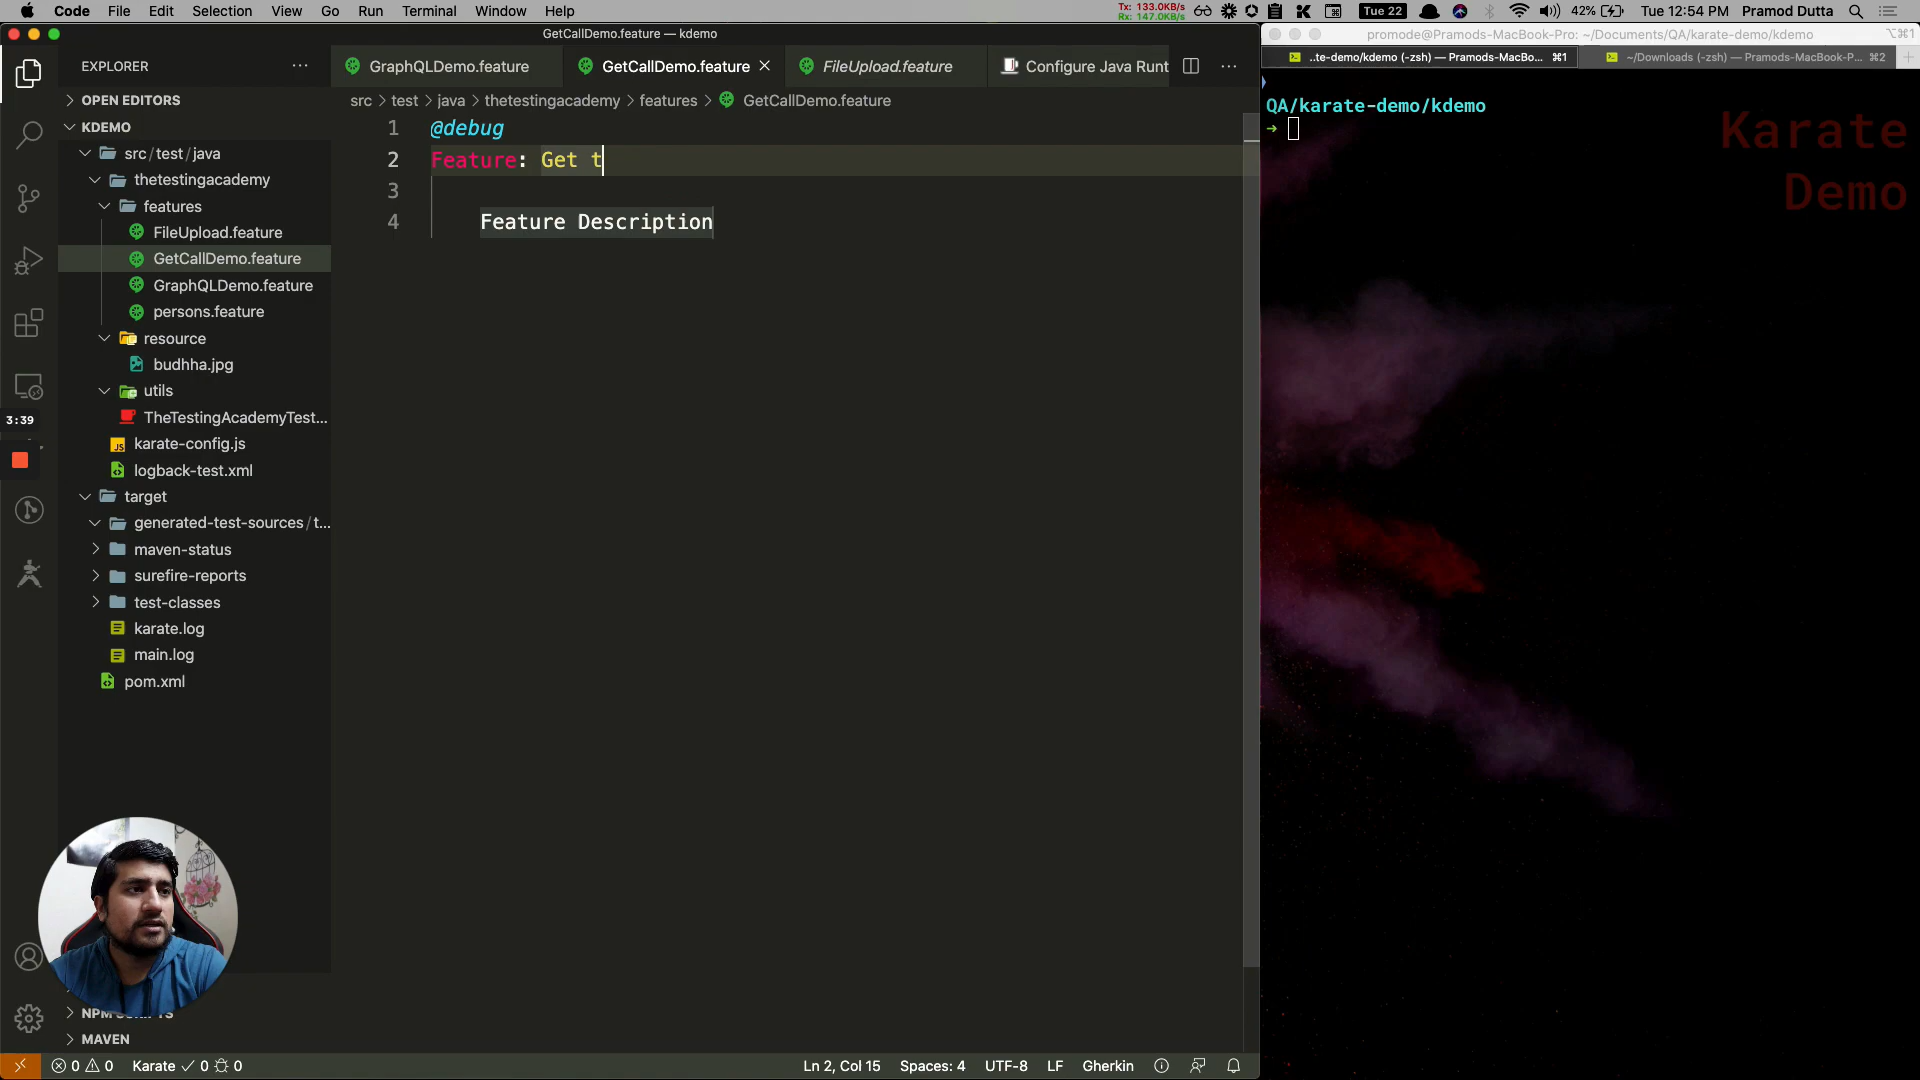 Code File Edit Selection View Go Run Terminal Window Help
Tx: 133.0KB/s
Rx: 147.0KB/s
Tue 22 42% Tue 12:54 PM Pramod Dutta
GetCallDemo.feature — kdemo
EXPLORER
OPEN EDITORS
KDEMO
src/test/java
thetestingacademy
features
FileUpload.feature
GetCallDemo.feature
GraphQLDemo.feature
persons.feature
resource
budhha.jpg
utils
TheTestingAcademyTest...
karate-config.js
logback-test.xml
target
generated-test-sources/t...
maven-status
surefire-reports
test-classes
karate.log
main.log
pom.xml
3:39
MAVEN
GraphQLDemo.feature GetCallDemo.feature FileUpload.feature Configure Java Runt
src > test > java > thetestingacademy > features > GetCallDemo.feature
1 @debug
2 Feature: Get t
3
4 Feature Description
0 0 Karate 0 0 Ln 2, Col 15 Spaces: 4 UTF-8 LF Gherkin
promode@Pramods-MacBook-Pro: ~/Documents/QA/karate-demo/kdemo ⌥⌘1
..te-demo/kdemo (-zsh) — Pramods-MacBo... ⌘1 ~/Downloads (-zsh) — Pramods-MacBook-P... ⌘2
QA/karate-demo/kdemo
→
Karate
Demo